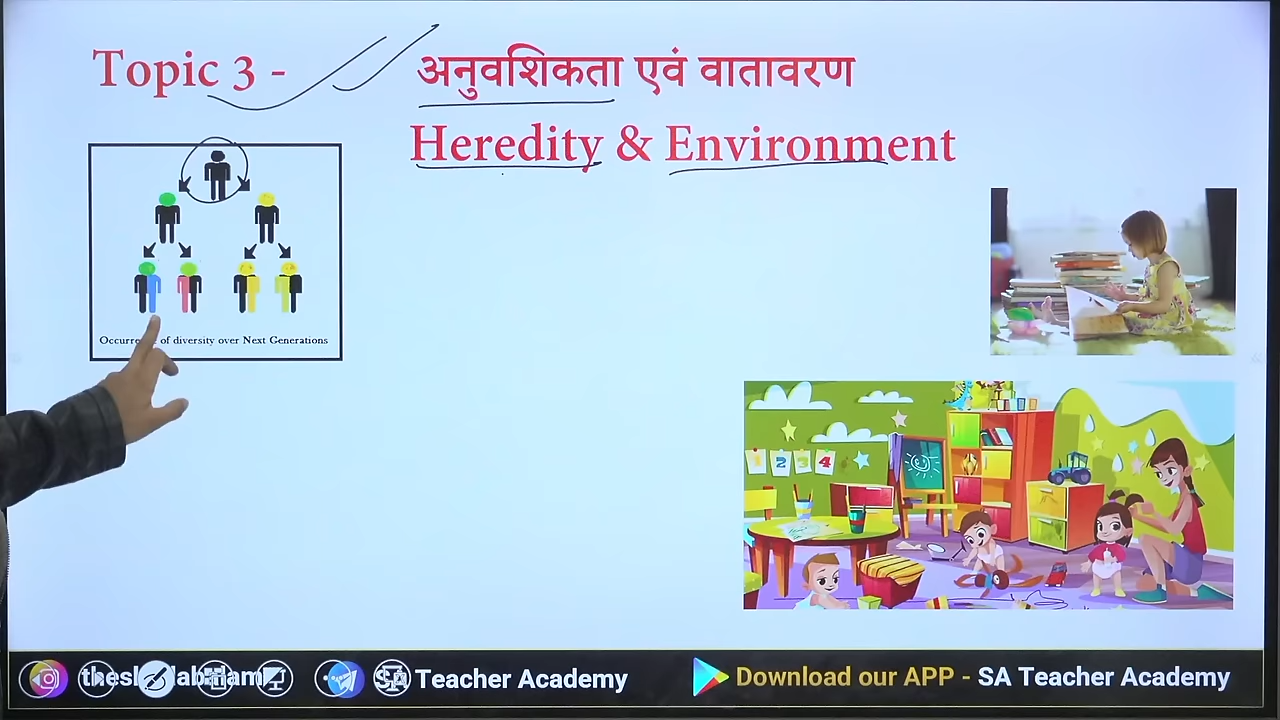 Topic 3 -
अनुवशिकता एवं वातावरण
Heredity & Environment
of diversity over Next Generations
1 2 3 4
Teacher Academy
Download our APP - SA Teacher Academy